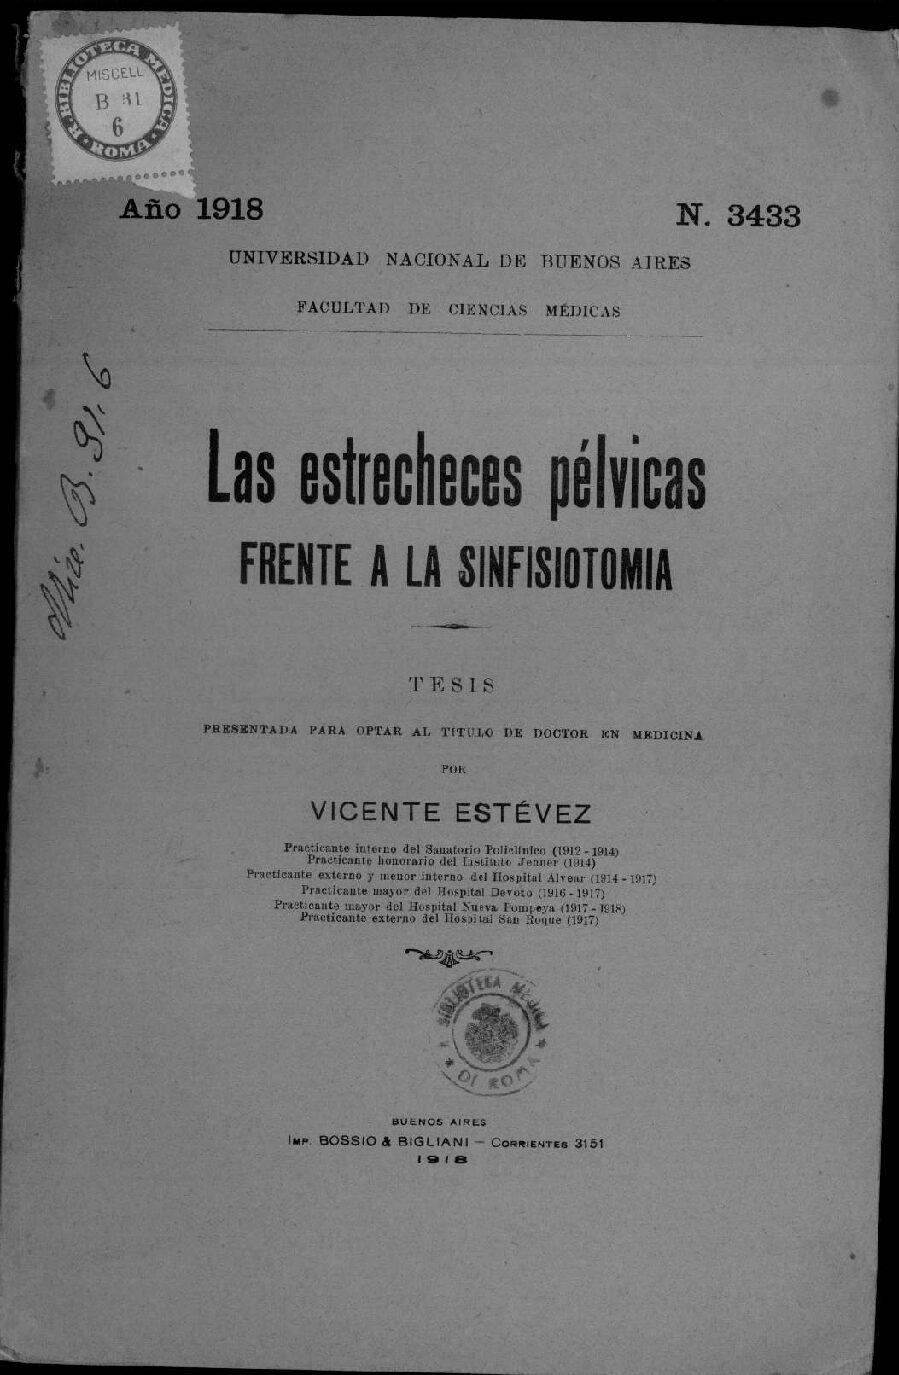 R. BIBLIOTECA MEDICA
MISCELL
B 31
6
ROMA
Año 1918
N. 3433
UNIVERSIDAD NACIONAL DE BUENOS AIRES
FACULTAD DE CIENCIAS MÉDICAS
B. 31. 6
Las estrecheces pélvicas
FRENTE A LA SINFISIOTOMIA
TESIS
PRESENTADA PARA OPTAR AL TÍTULO DE DOCTOR EN MEDICINA
POR
VICENTE ESTÉVEZ
Practicante interno del Sanatorio Policlínico (1912 - 1914)
Practicante honorario del Instituto Jenner (1914)
Practicante externo y menor interno del Hospital Alvear (1914 - 1917)
Practicante mayor del Hospital Devoto (1916 - 1917)
Practicante mayor del Hospital Nueva Pompeya (1917 - 1918)
Practicante externo del Hospital San Roque (1917)
BIBLIOTECA MEDICA
DI ROMA
BUENOS AIRES
IMP. BOSSIO & BIGLIANI — CORRIENTES 3151
1918